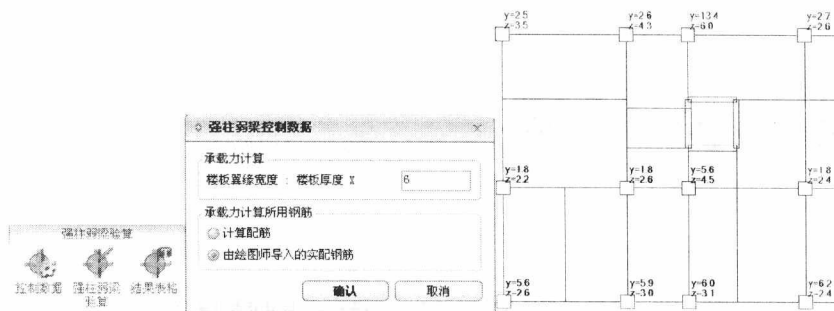 强柱弱梁验算
控制数据
强柱弱梁
验算
结果表格
强柱弱梁控制数据
承载力计算
楼板翼缘宽度 : 楼板厚度 X
6
承载力计算所用钢筋
计算配筋
由绘图师导入的实配钢筋
确认
取消
y=2.5
z=3.5
y=2.6
z=4.3
y=13.4
z=6.0
y=2.7
z=2.6
y=1.8
z=2.2
y=1.8
z=2.6
y=5.6
z=4.5
y=1.8
z=2.4
y=5.6
z=2.6
y=5.9
z=3.0
y=6.0
z=3.1
y=6.2
z=2.4